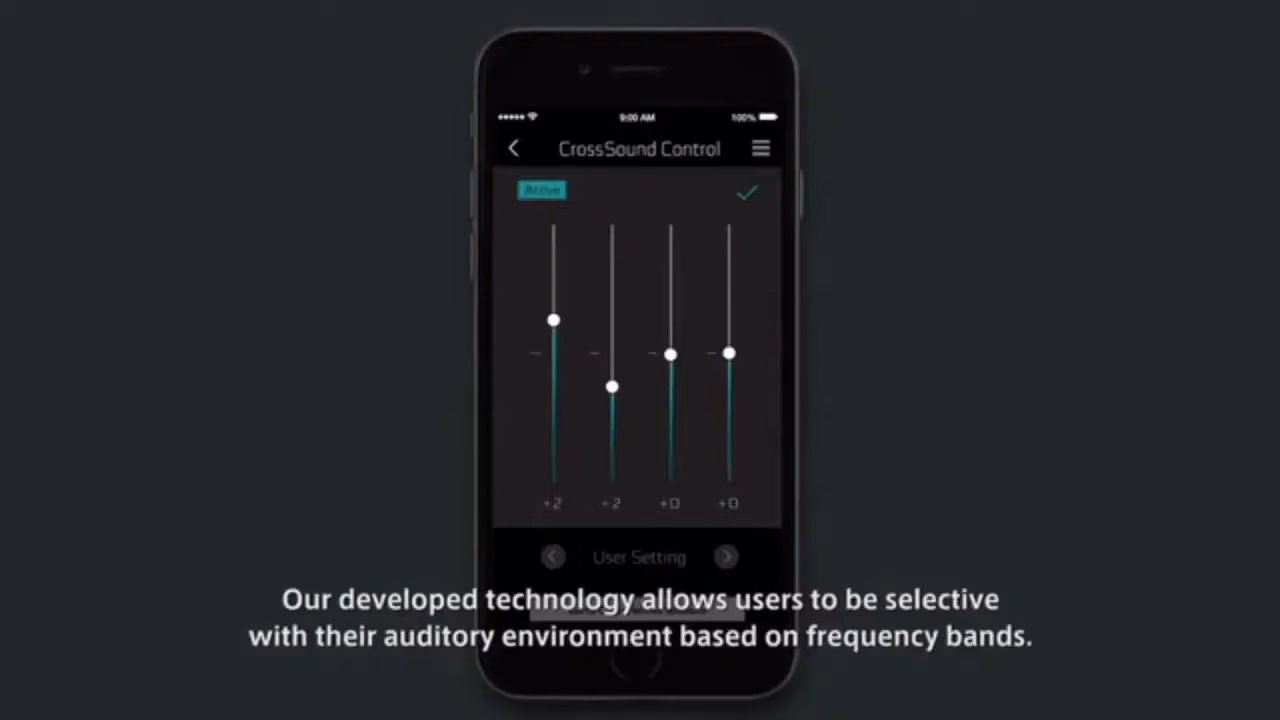 9:00 AM
100%
CrossSound Control
Active
+2 +2 +0 +0
User Setting
Our developed technology allows users to be selective
with their auditory environment based on frequency bands.